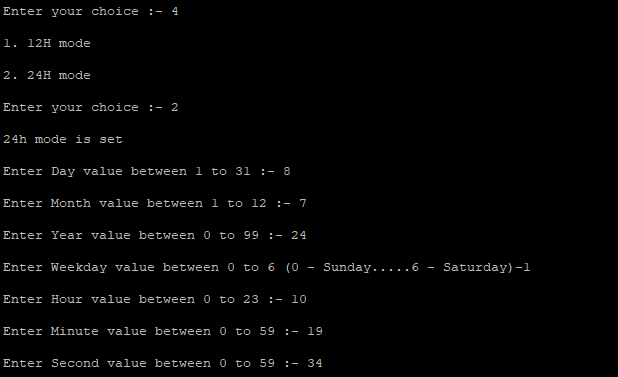 Enter your choice :- 4
1. 12H mode
2. 24H mode
Enter your choice :- 2
24h mode is set
Enter Day value between 1 to 31 :- 8
Enter Month value between 1 to 12 :- 7
Enter Year value between 0 to 99 :- 24
Enter Weekday value between 0 to 6 (0 - Sunday.....6 - Saturday)-1
Enter Hour value between 0 to 23 :- 10
Enter Minute value between 0 to 59 :- 19
Enter Second value between 0 to 59 :- 34